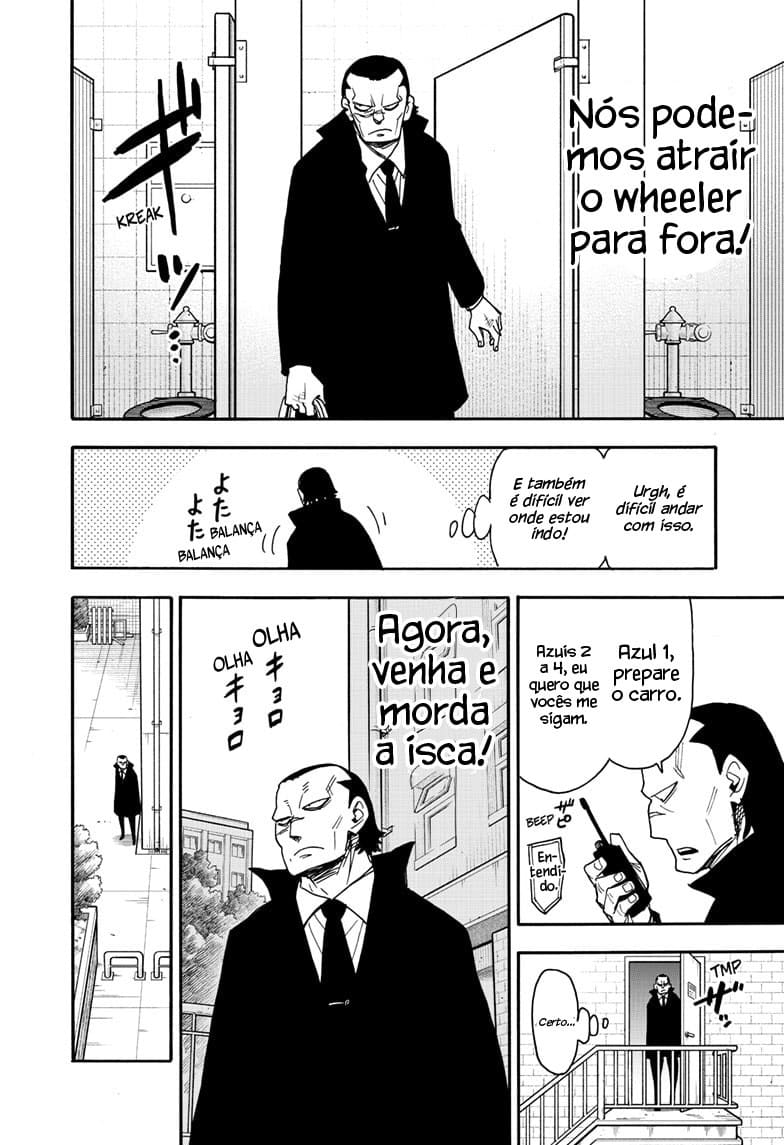 Nós pode-
mos atrair
o wheeler
para fora!
KREAK
Urgh, é
difícil andar
com isso.
E também
é difícil ver
onde estou
indo!
よた
よた
BALANÇA
BALANÇA
Azul 1,
prepare
o carro.
Azuis 2
a 4, eu
quero que
vocês me
sigam.
BEEP
ザ
ピ
En-
tendi-
do.
TMP
Certo...
Agora,
venha e
morda
a isca!
OLHA
OLHA
キョロ
キョロ